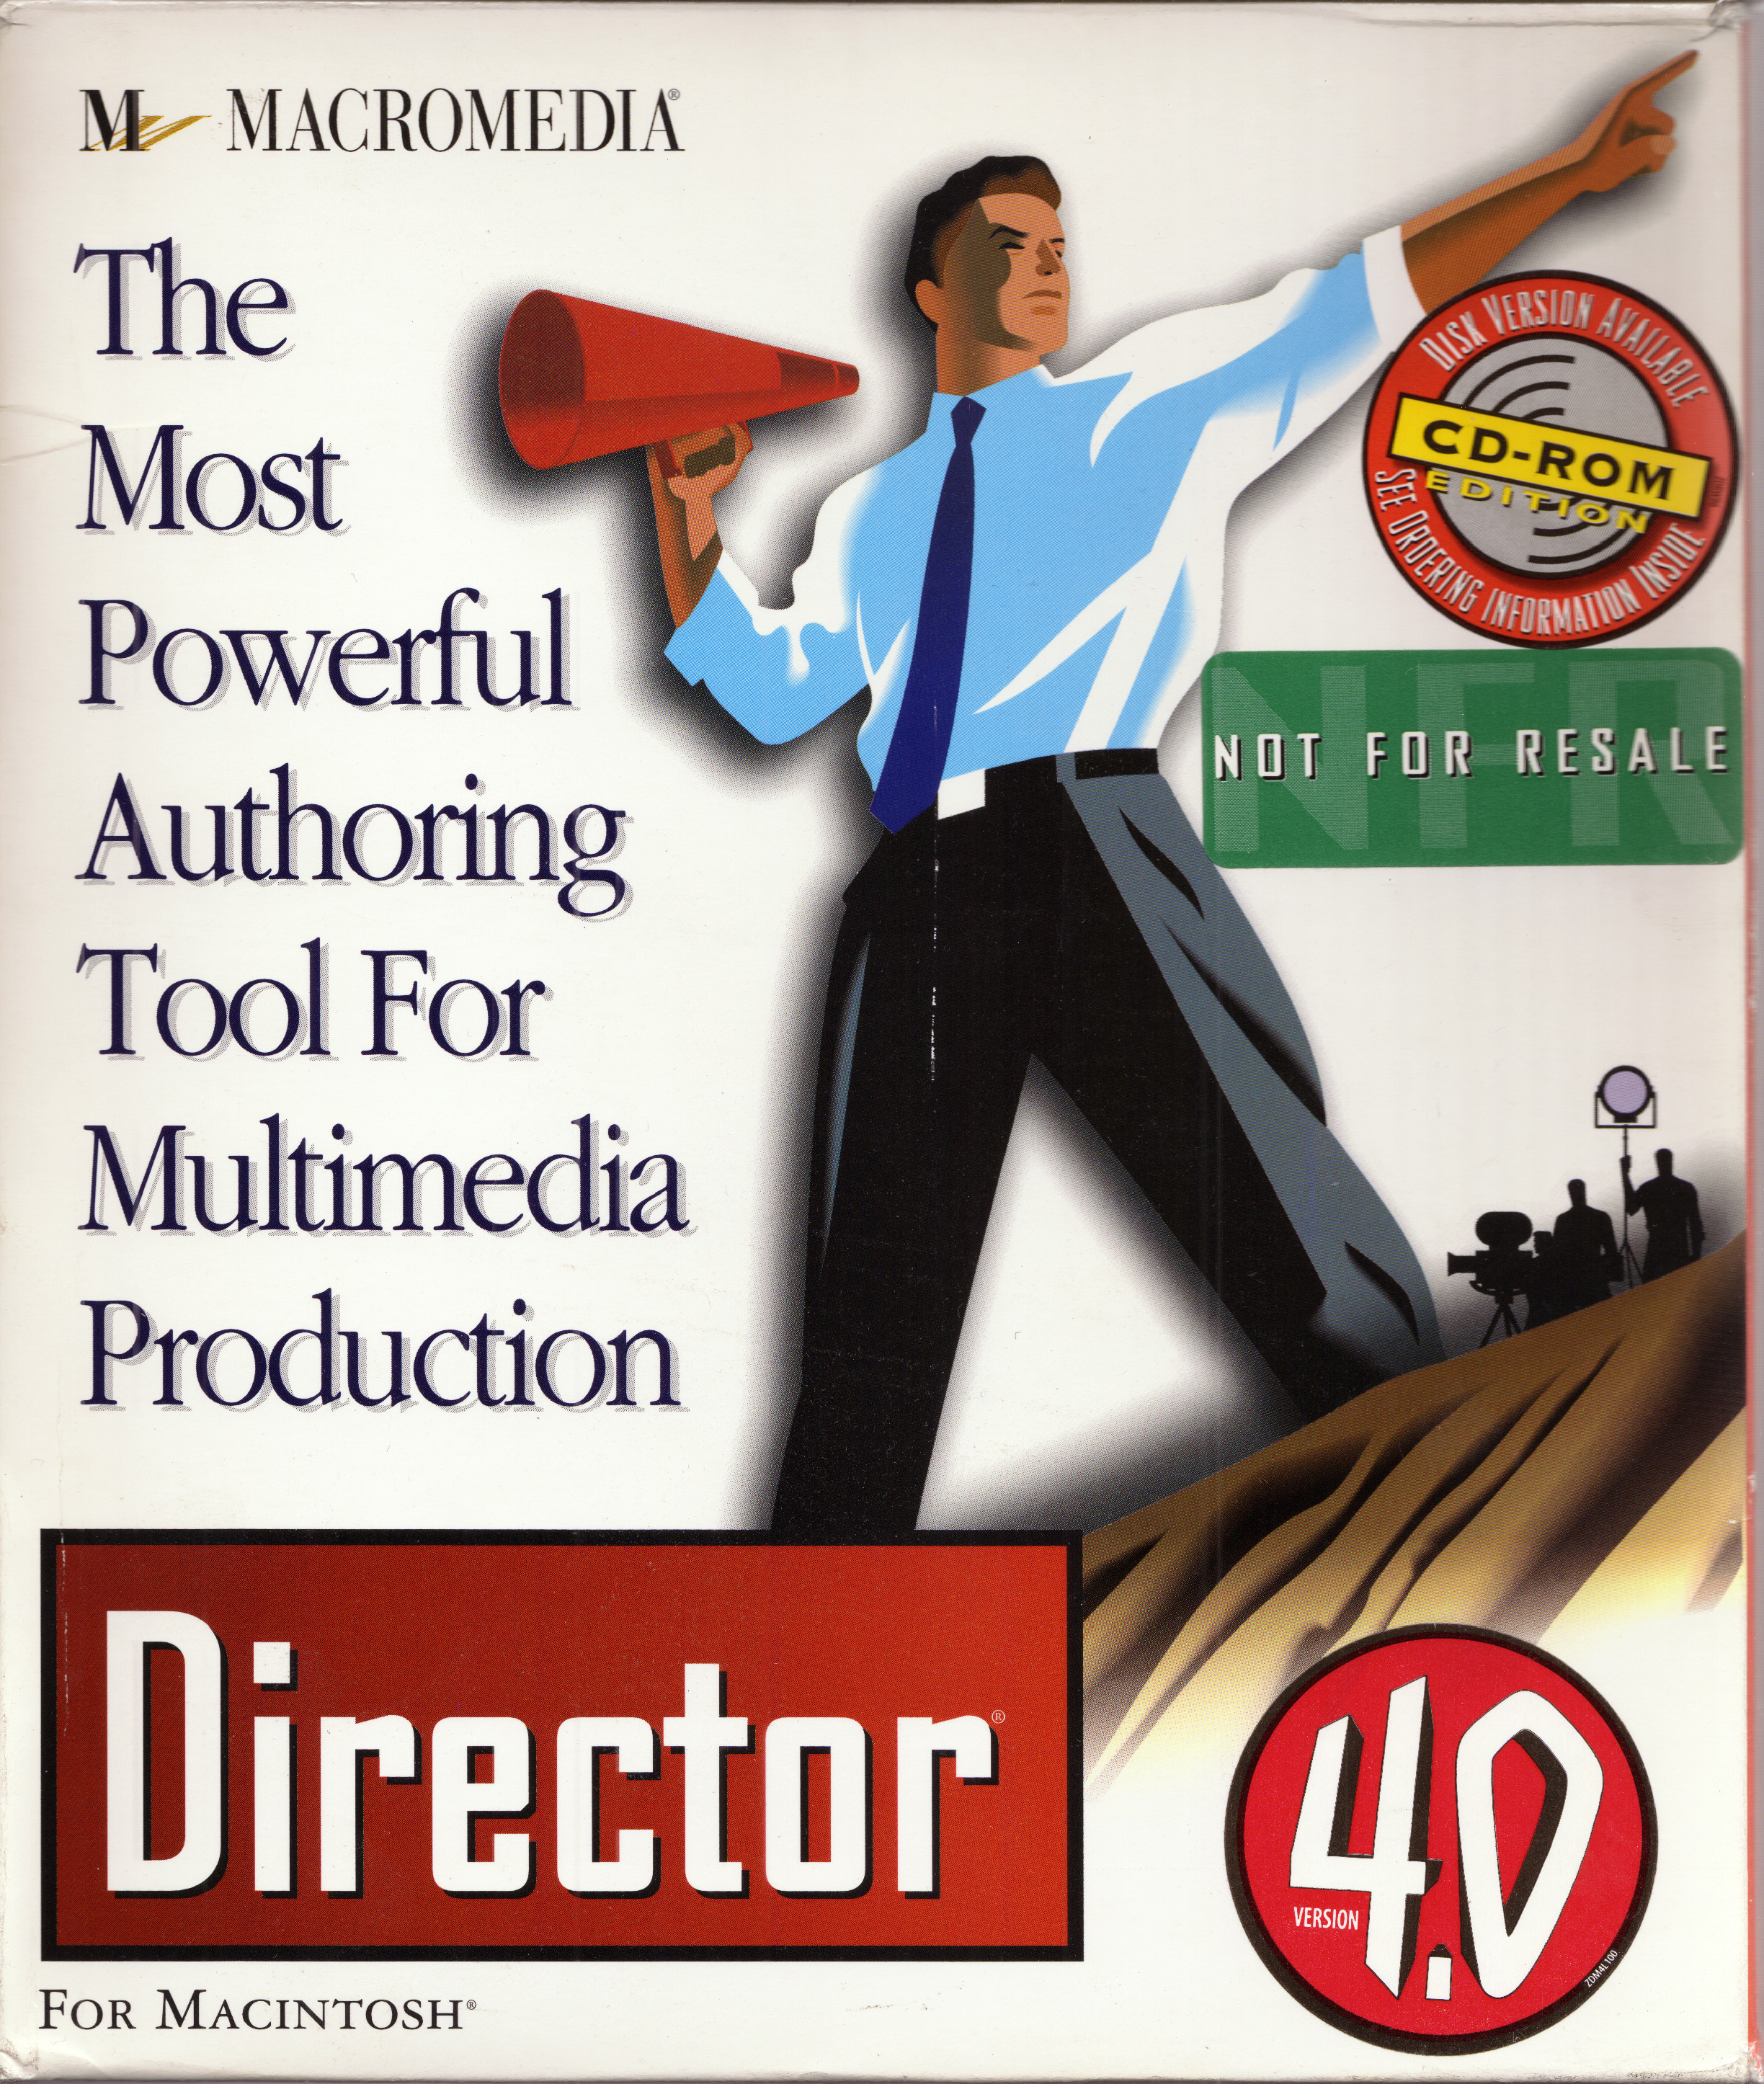 M MACROMEDIA®
The
Most
Powerful
Authoring
Tool For
Multimedia
Production
DISK VERSION AVAILABLE
CD-ROM
EDITION
SEE ORDERING INFORMATION INSIDE
NFR
NOT FOR RESALE
Director®
VERSION
4.0
ZDM4L100
FOR MACINTOSH®